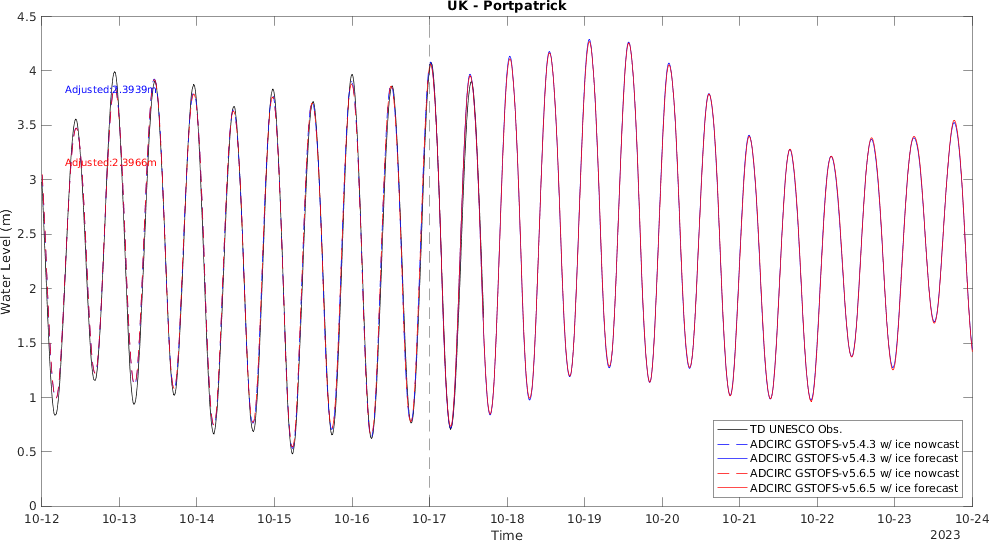 UK - Portpatrick
4.5
4
3.5
3
2.5
2
1.5
1
0.5
0
Water Level (m)
Adjusted:2.3939m
Adjusted:2.3966m
TD UNESCO Obs.
ADCIRC GSTOFS-v5.4.3 w/ ice nowcast
ADCIRC GSTOFS-v5.4.3 w/ ice forecast
ADCIRC GSTOFS-v5.6.5 w/ ice nowcast
ADCIRC GSTOFS-v5.6.5 w/ ice forecast
10-12 10-13 10-14 10-15 10-16 10-17 10-18 10-19 10-20 10-21 10-22 10-23 10-24
Time
2023